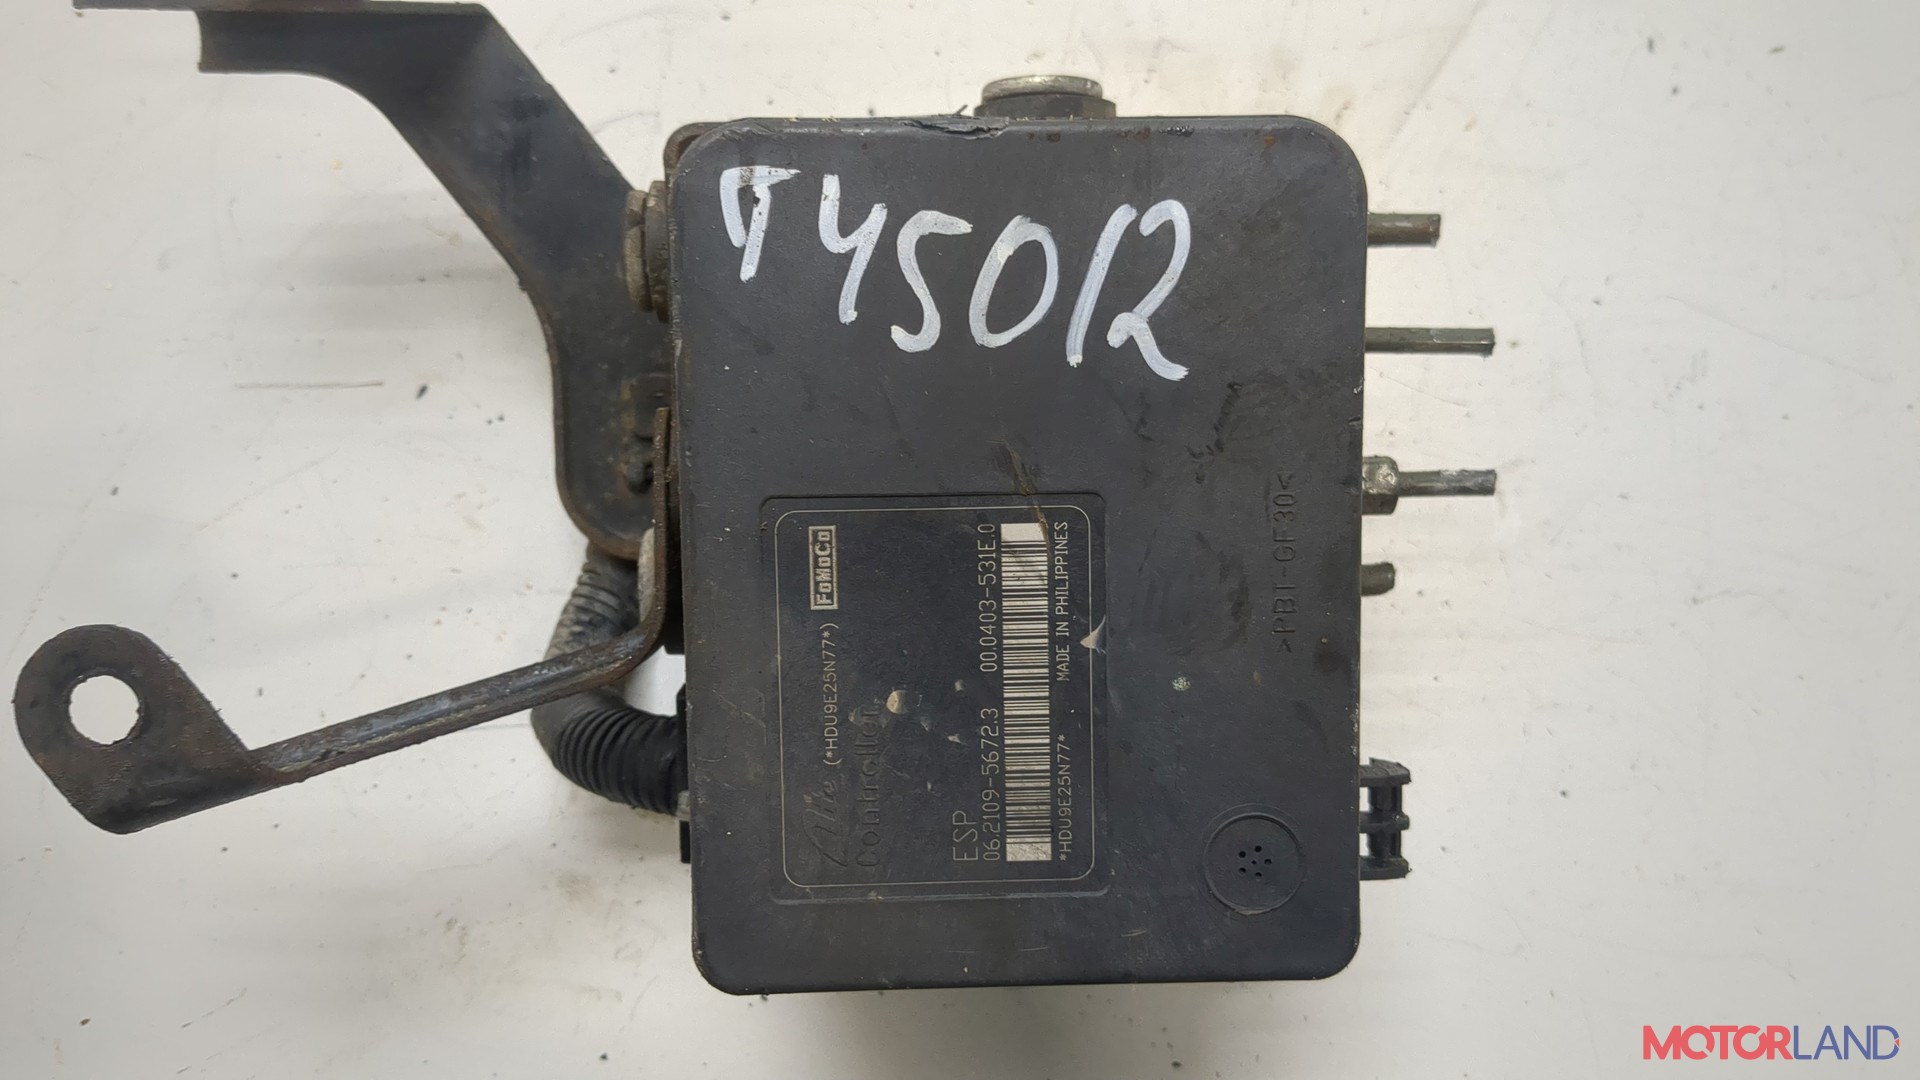 T450R
FoMoCo
(*HDU9E25N77*)
Controller
ESP
06.2109-5672.3 00.0403-531E.0
*HDU9E25N77* MADE IN PHILIPPINES
>PBT-GF30<
MOTORLAND